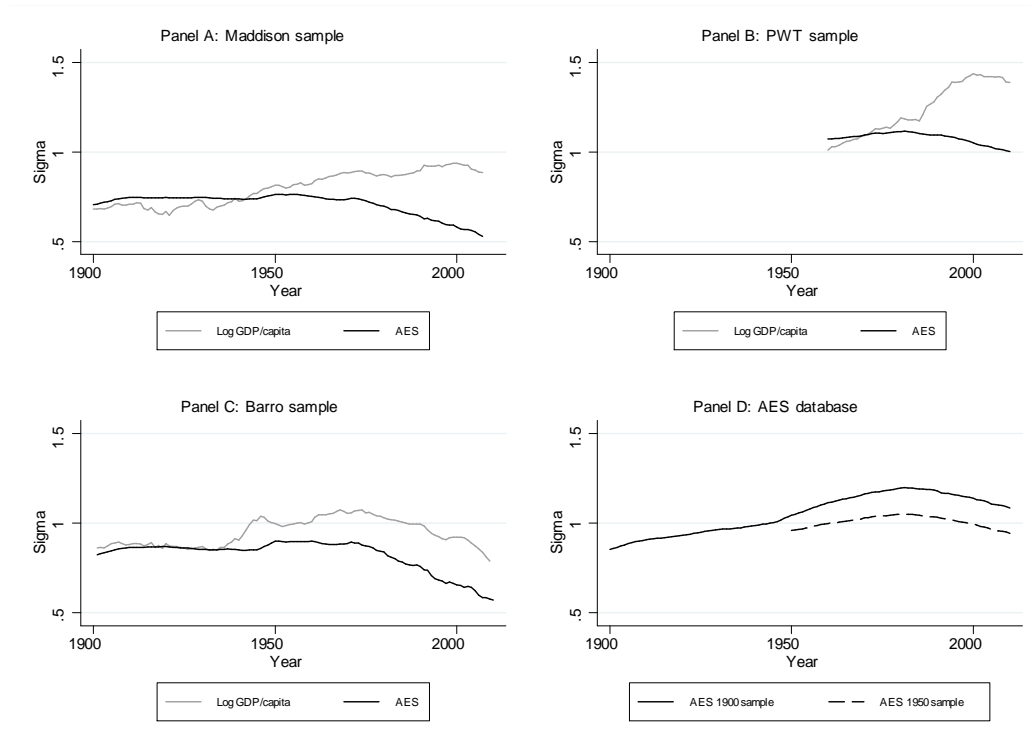 Panel A: Maddison sample
1.5
1
.5
Sigma
1900
1950
2000
Year
Log GDP/capita
AES
Panel B: PWT sample
1.5
1
.5
Sigma
1900
1950
2000
Year
Log GDP/capita
AES
Panel C: Barro sample
1.5
1
.5
Sigma
1900
1950
2000
Year
Log GDP/capita
AES
Panel D: AES database
1.5
1
.5
Sigma
1900
1950
2000
Year
AES 1900 sample
AES 1950 sample